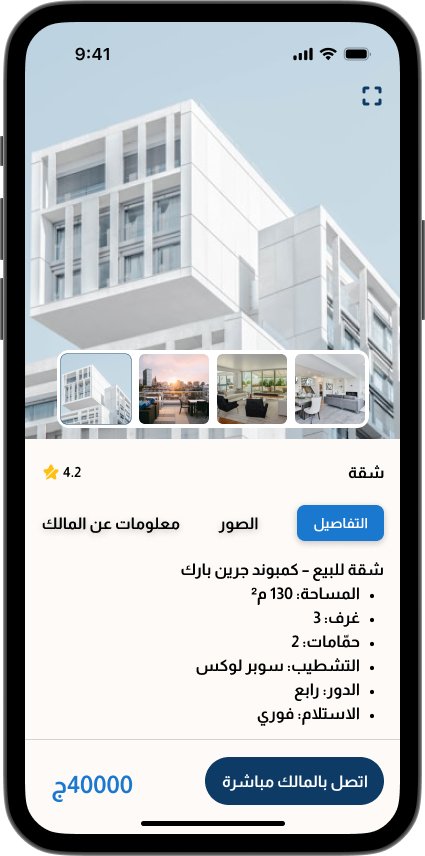 9:41
شقة
4.2
التفاصيل
الصور
معلومات عن المالك
شقة للبيع – كمبوند جرين بارك
• المساحة: 130 م²
• غرف: 3
• حمّامات: 2
• التشطيب: سوبر لوكس
• الدور: رابع
• الاستلام: فوري
اتصل بالمالك مباشرة
40000ج